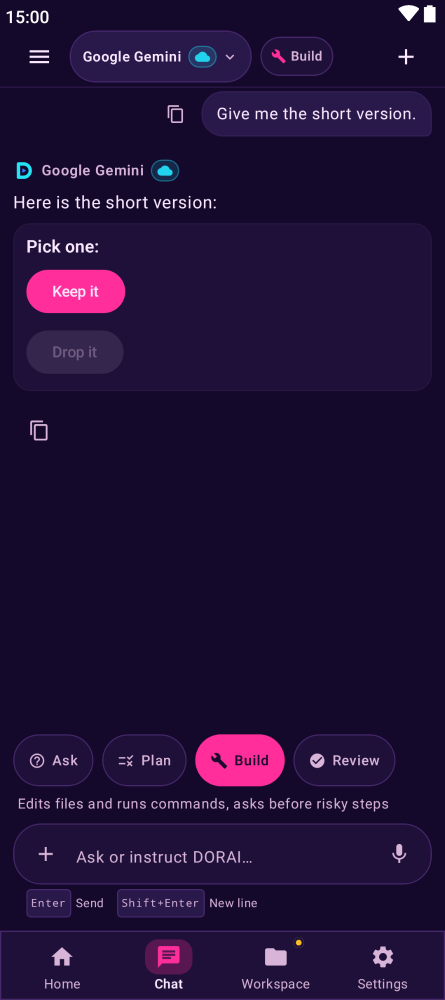 15:00
Google Gemini
Build
Give me the short version.
Google Gemini
Here is the short version:
Pick one:
Keep it
Drop it
Ask
Plan
Build
Review
Edits files and runs commands, asks before risky steps
Ask or instruct DORAI…
Enter Send Shift+Enter New line
Home
Chat
Workspace
Settings